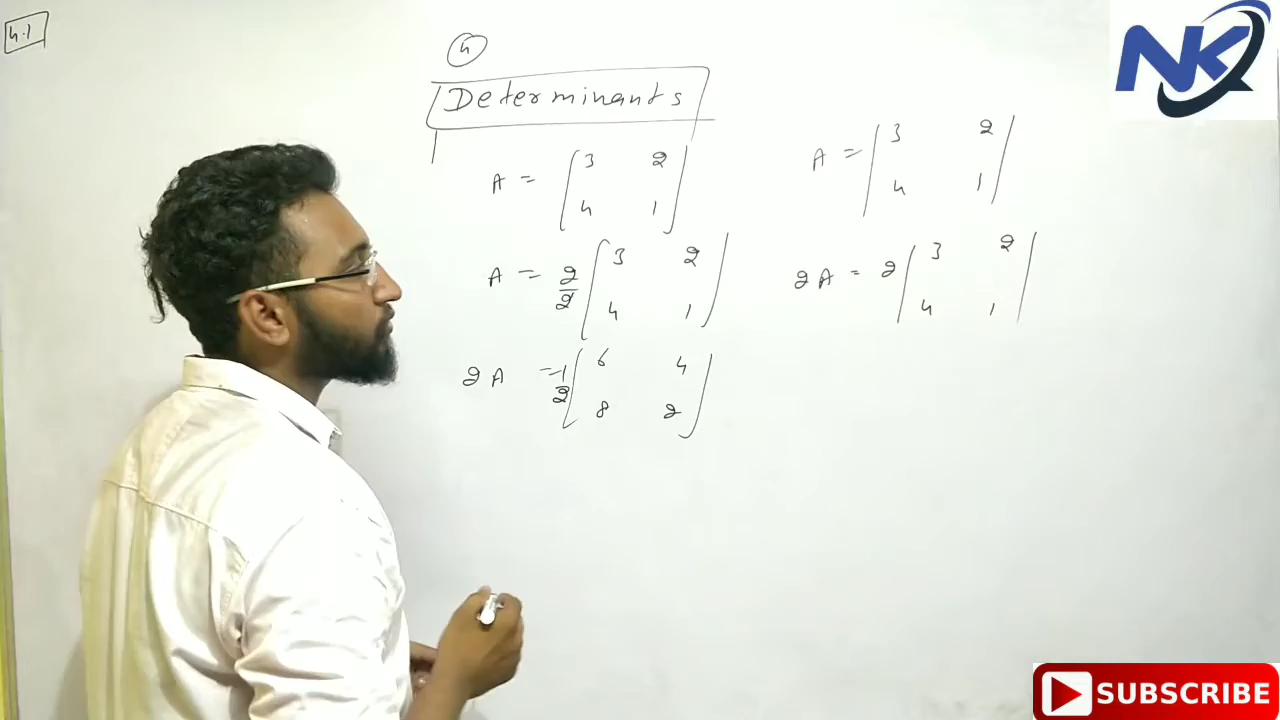 4.1
4
Determinants
A = [3 2
4 1]
A = 2/2 [3 2
4 1]
2A = 1/2 [6 4
8 2]
A = |3 2
4 1|
2A = 2 |3 2
4 1|
NK
SUBSCRIBE